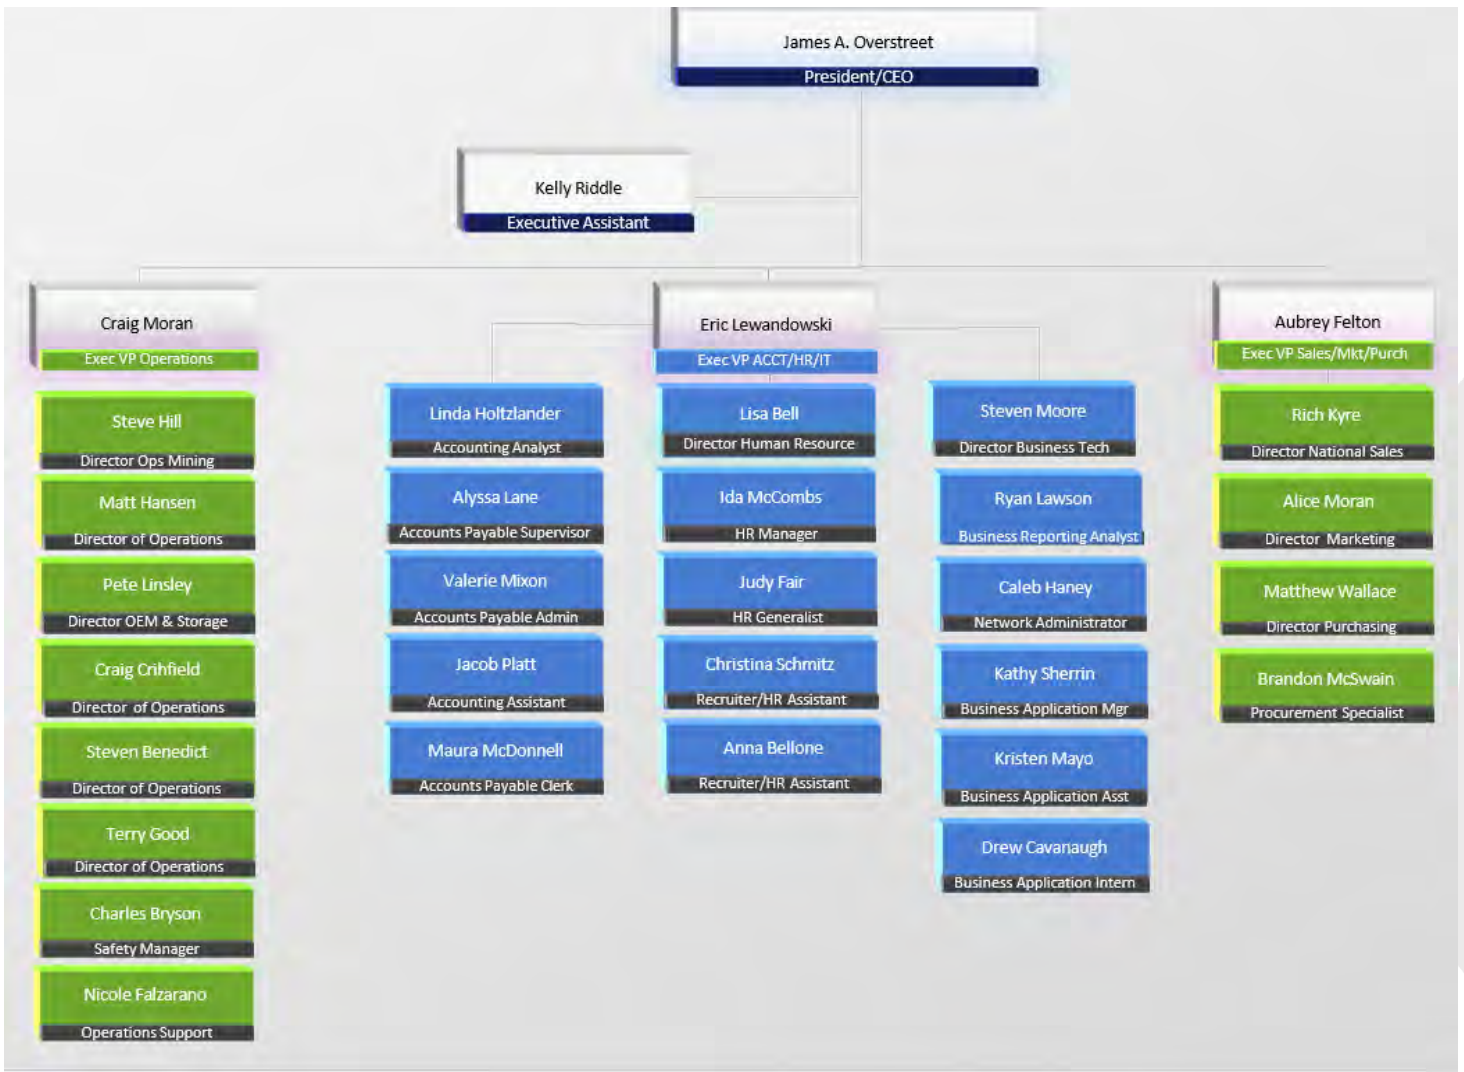 James A. Overstreet
President/CEO
Kelly Riddle
Executive Assistant
Craig Moran
Exec VP Operations
Steve Hill
Director Ops Mining
Matt Hansen
Director of Operations
Pete Linsley
Director OEM & Storage
Craig Crihfield
Director of Operations
Steven Benedict
Director of Operations
Terry Good
Director of Operations
Charles Bryson
Safety Manager
Nicole Falzarano
Operations Support
Eric Lewandowski
Exec VP ACCT/HR/IT
Linda Holtzlander
Accounting Analyst
Alyssa Lane
Accounts Payable Supervisor
Valerie Mixon
Accounts Payable Admin
Jacob Platt
Accounting Assistant
Maura McDonnell
Accounts Payable Clerk
Lisa Bell
Director Human Resource
Ida McCombs
HR Manager
Judy Fair
HR Generalist
Christina Schmitz
Recruiter/HR Assistant
Anna Bellone
Recruiter/HR Assistant
Steven Moore
Director Business Tech
Ryan Lawson
Business Reporting Analyst
Caleb Haney
Network Administrator
Kathy Sherrin
Business Application Mgr
Kristen Mayo
Business Application Asst
Drew Cavanaugh
Business Application Intern
Aubrey Felton
Exec VP Sales/Mkt/Purch
Rich Kyre
Director National Sales
Alice Moran
Director Marketing
Matthew Wallace
Director Purchasing
Brandon McSwain
Procurement Specialist